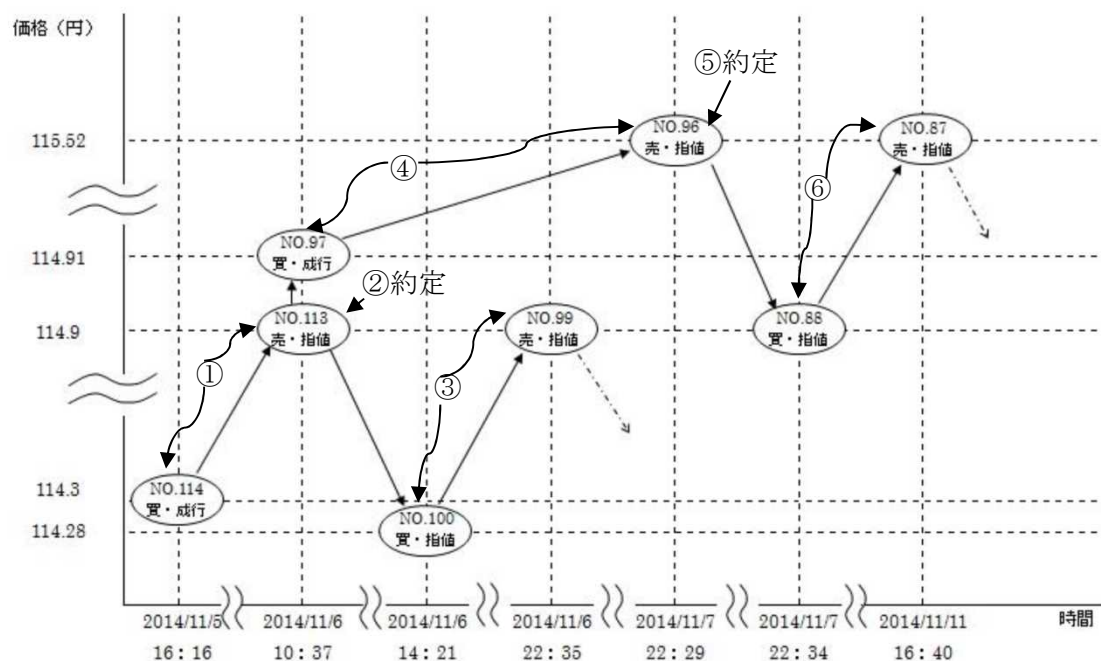 価格（円）
⑤約定
115.52
NO.96
売・指値
NO.87
売・指値
④
⑥
NO.97
買・成行
114.91
②約定
NO.113
売・指値
NO.99
売・指値
NO.88
買・指値
114.9
①
③
114.3
NO.114
買・成行
NO.100
買・指値
114.28
2014/11/5 2014/11/6 2014/11/6 2014/11/6 2014/11/7 2014/11/7 2014/11/11 時間
16：16 10：37 14：21 22：35 22：29 22：34 16：40